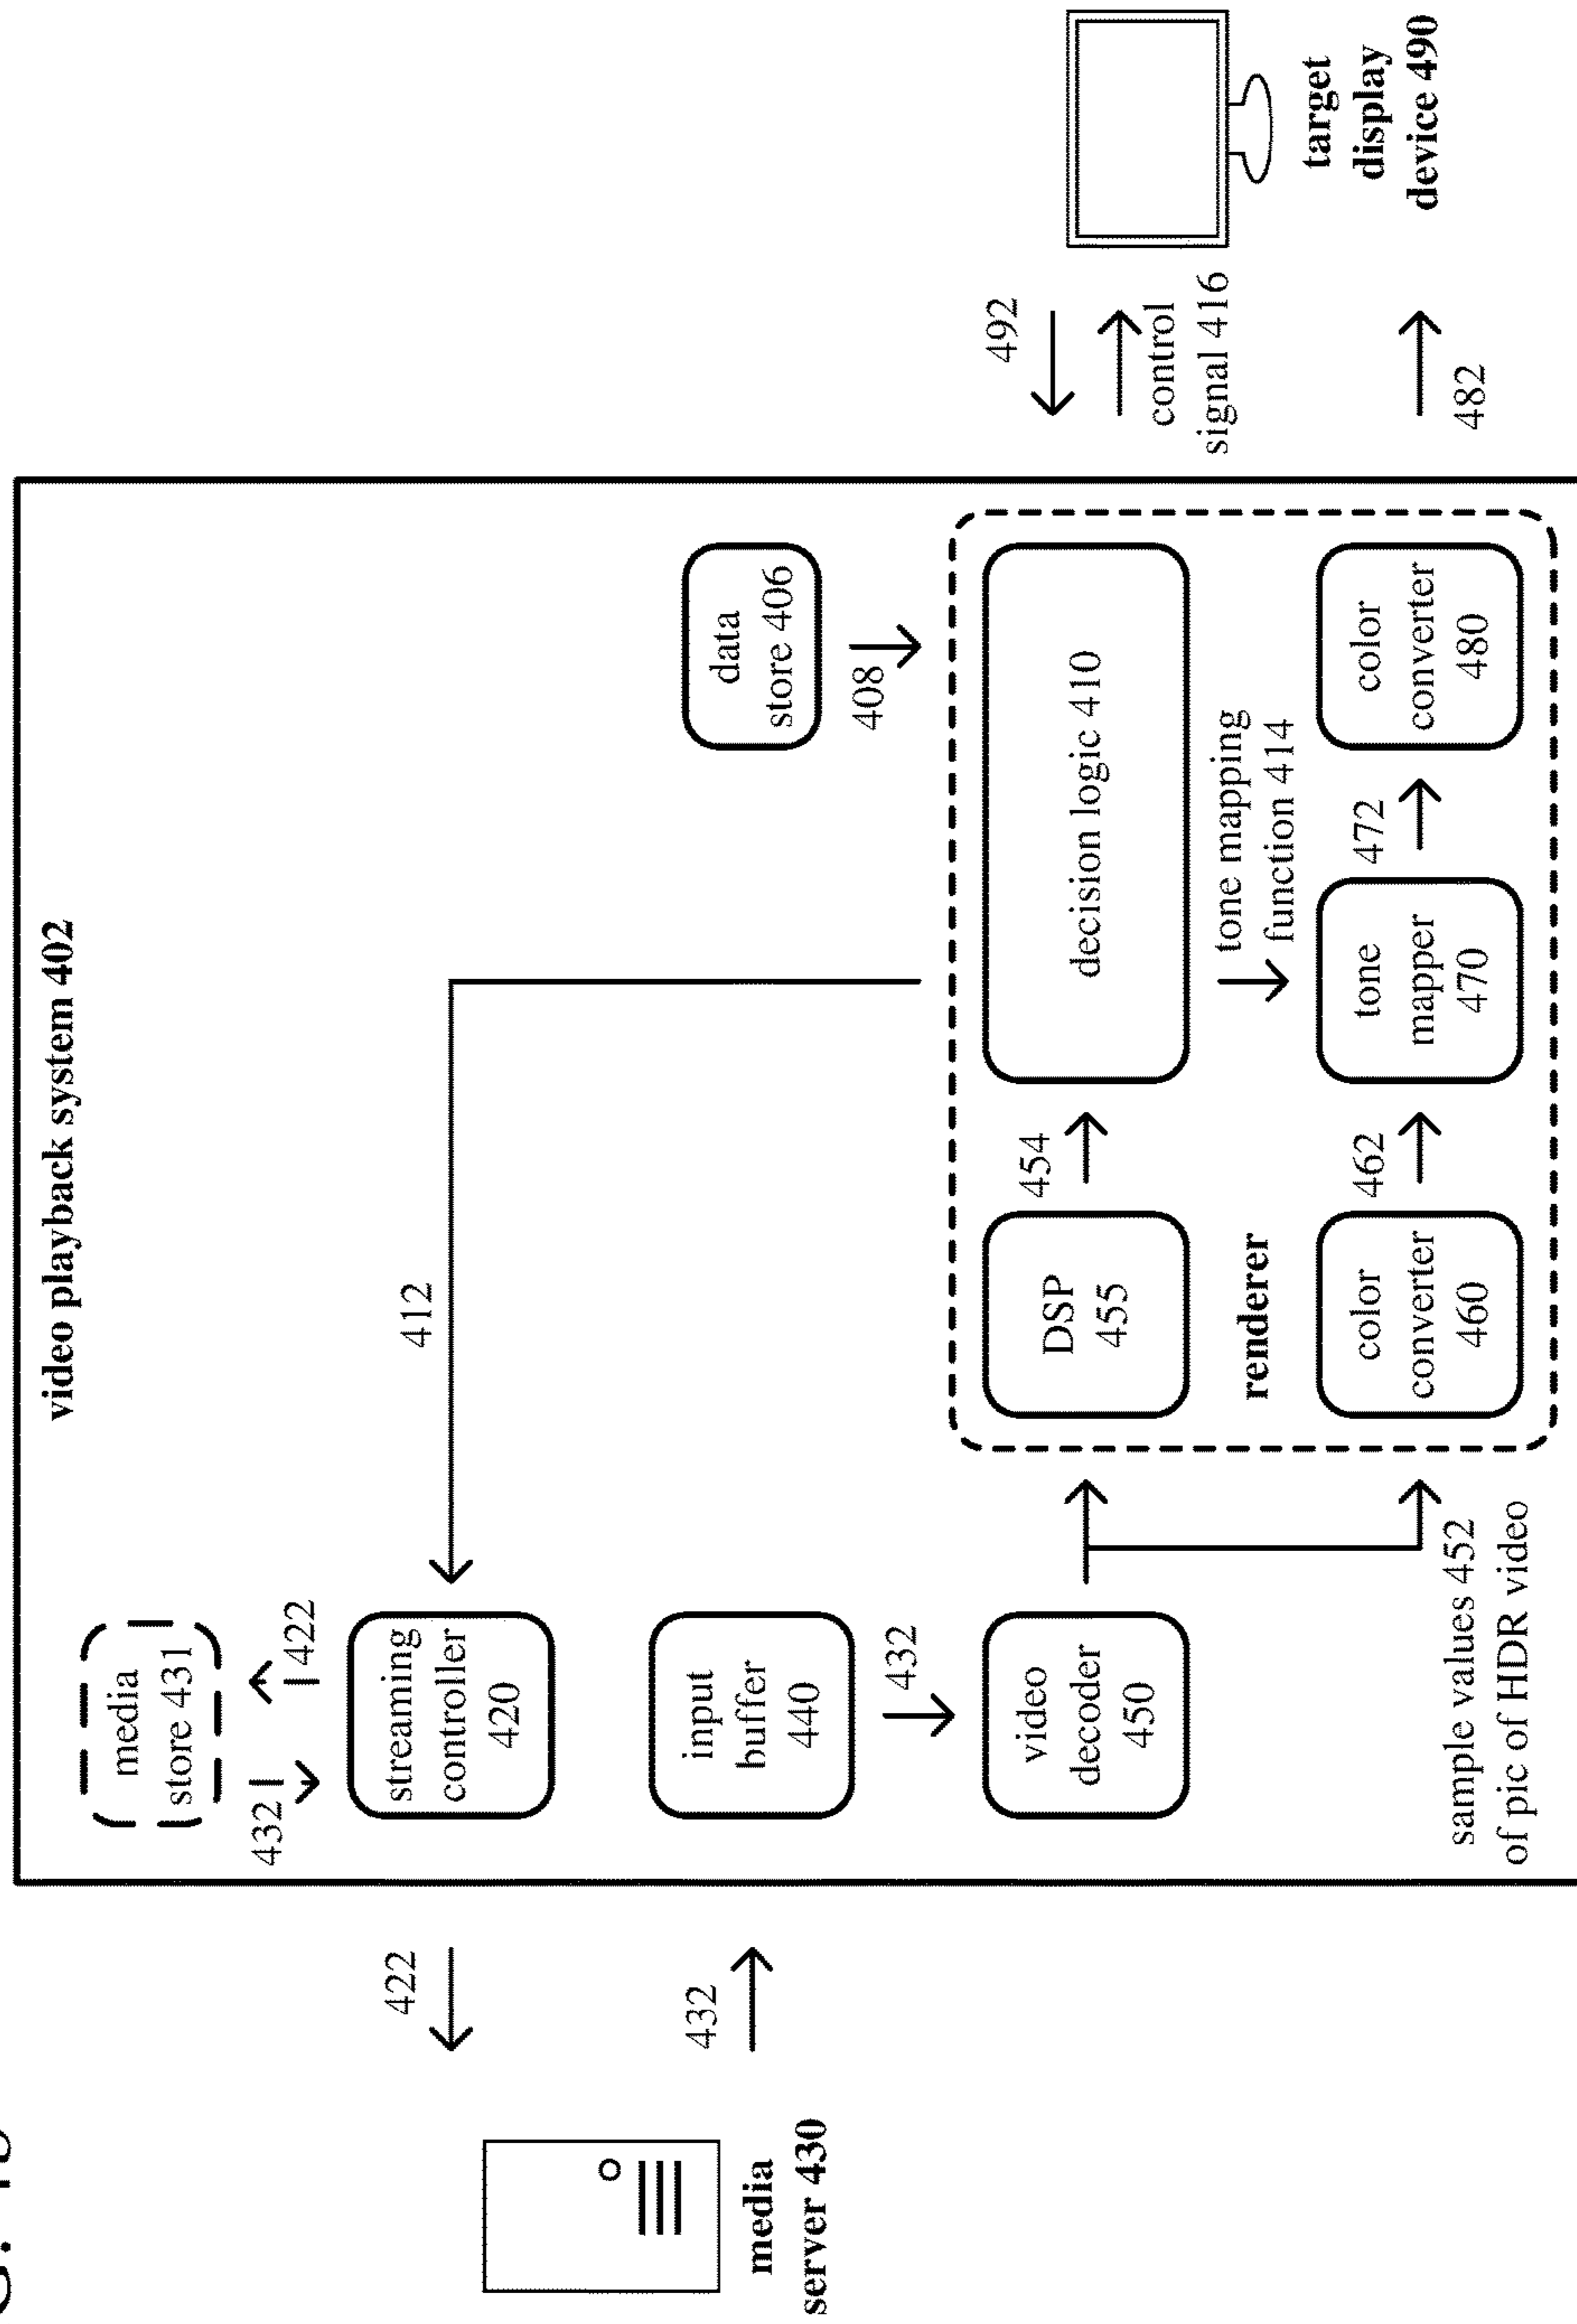 video playback system 402
media
store 431
432
422
412
422
streaming
controller
420
data
store 406
408
492
control
signal 416
482
target
display
device 490
432
input
buffer
440
432
media
server 430
video
decoder
450
DSP
455
454
decision logic 410
renderer
tone mapping
function 414
color
converter
460
462
tone
mapper
470
472
color
converter
480
sample values 452
of pic of HDR video